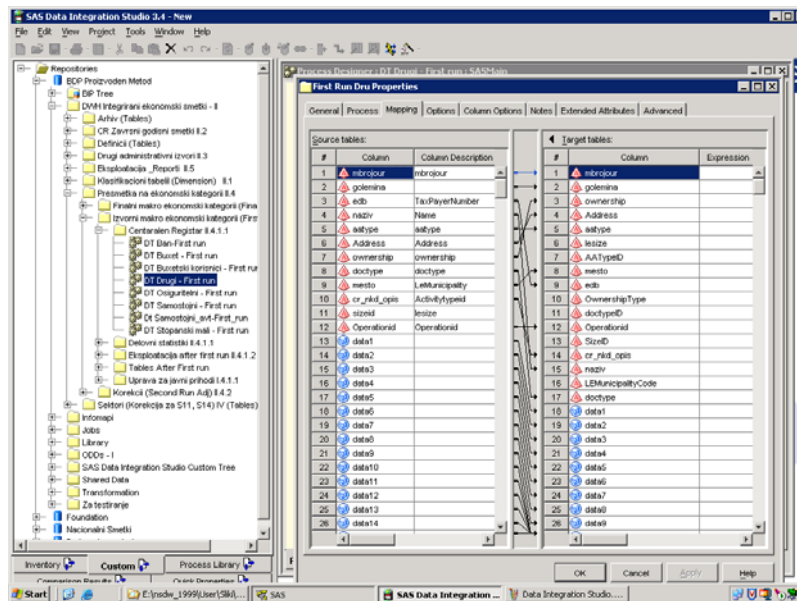 SAS Data Integration Studio 3.4 - New
File Edit View Project Tools Window Help
Repositories
BDP Proizvoden Metod
BIP Tree
DWH Integrirani ekonomski smetki - II
Arhiv (Tables)
CR Zavrsni godisni smetki II.2
Definicii (Tables)
Drugi administrativni izvori II.3
Eksploatacija _Reporti II.5
Klasifikacioni tabelii (Dimension) II.1
Presmetka na ekonomski kategorii II.4
Finalni makro ekonomski kategorii (Fina
Izvorni makro ekonomski kategorii (First
Centaralen Registar II.4.1.1
DT Ban-First run
DT Buxet - First run
DT Buxetski korisnici - First run
DT Drugi - First run
DT Osiguritelni - First run
DT Samostojni - First run
Dt Samostojni_avt-First_run
DT Stopanski mali - First run
Delovni statistiki II.4.1.1
Eksploatacija after first run II.4.1.2
Tables After First run
Uprava za javni prihodi II.4.1.1
Korekcii (Second Run Adj) II.4.2
Sektori (Korekcija za S11, S14) IV (Tables)
Infomapi
Jobs
Library
ODDs - I
SAS Data Integration Studio Custom Tree
Shared Data
Transformation
Za testiranje
Foundation
Nacionalni Smetki
Inventory Custom Process Library
Comparison Results Quick Properties
Process Designer : DT Drugi - First run : SASMain
First Run Dru Properties
General Process Mapping Options Column Options Notes Extended Attributes Advanced
Source tables:
# Column Column Description
1 mbrojour mbrojour
2 golemina
3 edb TaxPayerNumber
4 naziv Name
5 aatype aatype
6 Address Address
7 ownership ownership
8 doctype doctype
9 mesto LeMunicipality
10 cr_nkd_opis Activitytypeid
11 sizeid lesize
12 Operationid Operationid
13 data1
14 data2
15 data3
16 data4
17 data5
18 data6
19 data7
20 data8
21 data9
22 data10
23 data11
24 data12
25 data13
26 data14
Target tables:
# Column Expression
1 mbrojour
2 golemina
3 ownership
4 Address
5 aatype
6 lesize
7 AATypeID
8 mesto
9 edb
10 OwnershipType
11 doctypeID
12 Operationid
13 SizeID
14 cr_nkd_opis
15 naziv
16 LEMunicipalityCode
17 doctype
18 data1
19 data2
20 data3
21 data4
22 data5
23 data6
24 data7
25 data8
26 data9
OK Cancel Apply Help
Start E:\nsdw_1999\User\Sliki\... SAS SAS Data Integration ... Data Integration Studio....